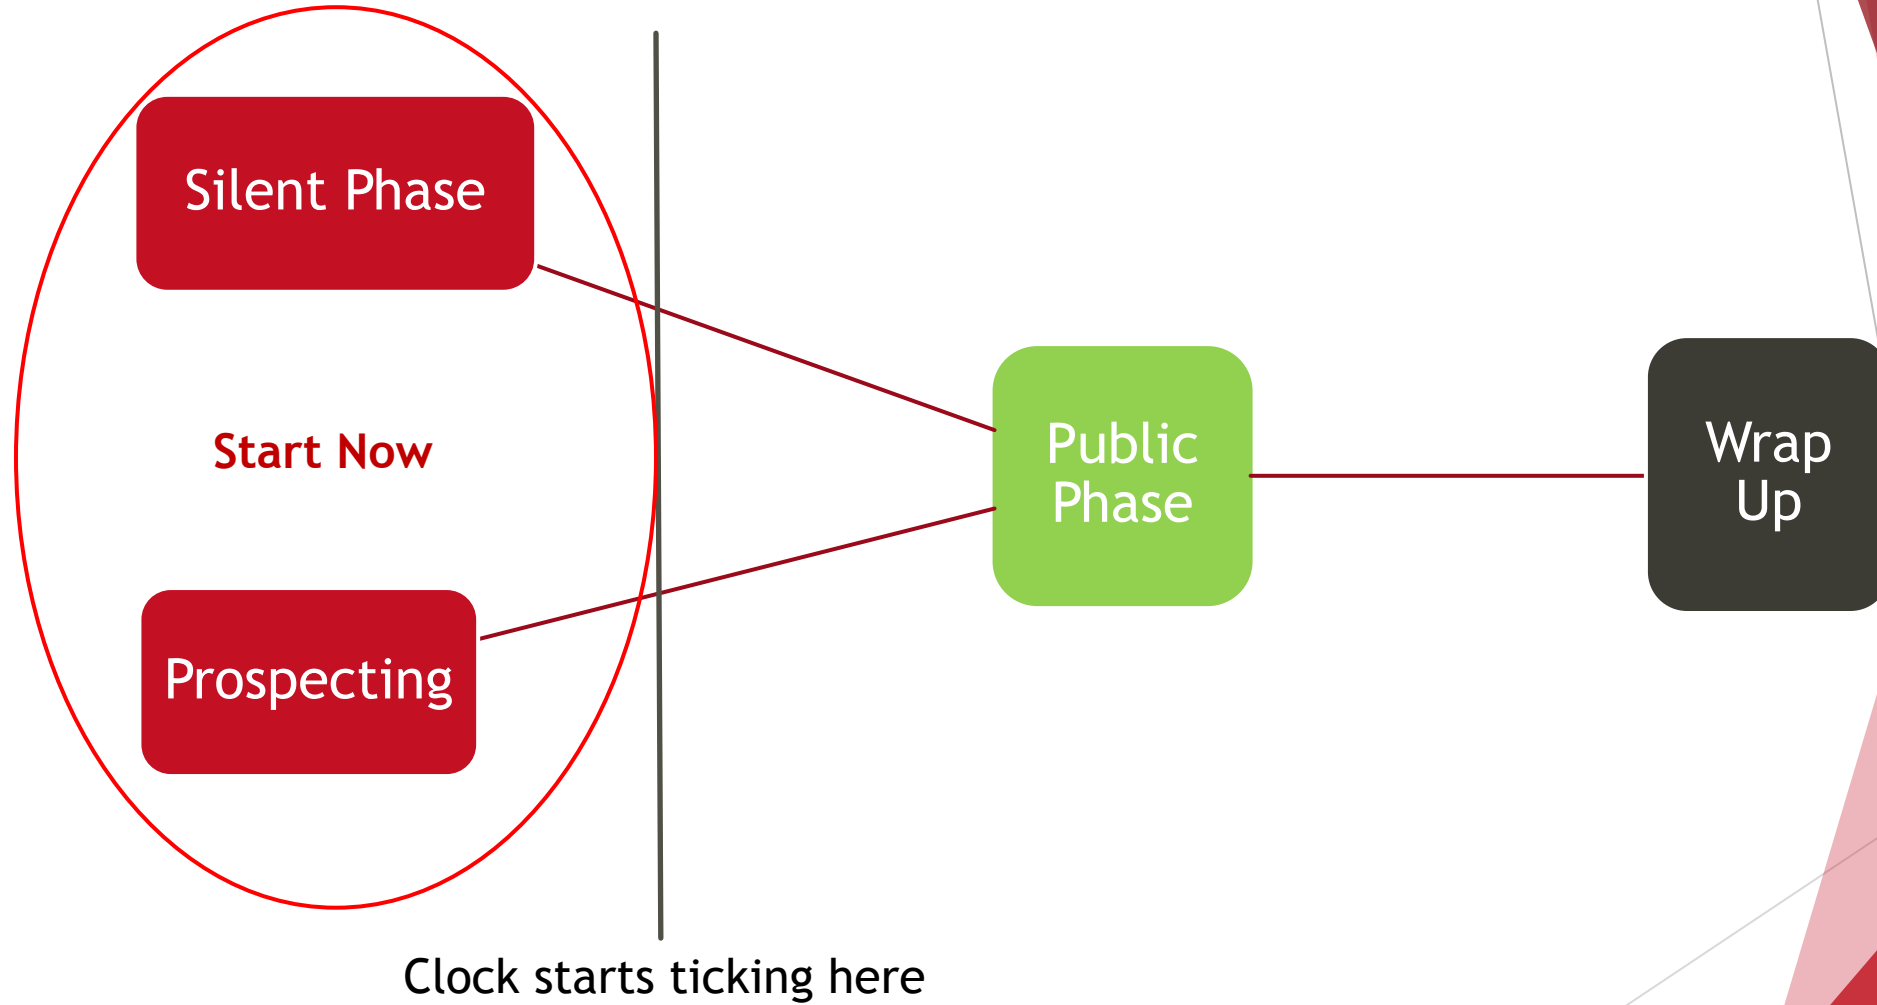 Silent Phase
Start Now
Prospecting
Public
Phase
Wrap
Up
Clock starts ticking here